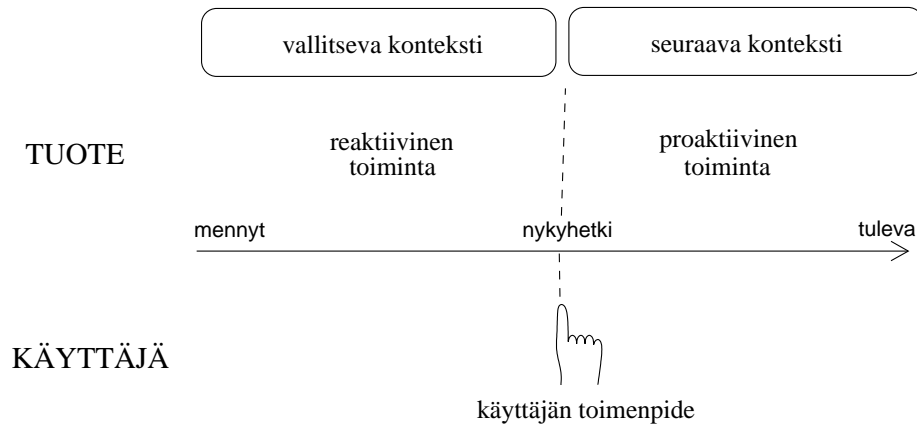 vallitseva konteksti
seuraava konteksti
TUOTE
reaktiivinen
toiminta
proaktiivinen
toiminta
mennyt
nykyhetki
tuleva
KÄYTTÄJÄ
käyttäjän toimenpide